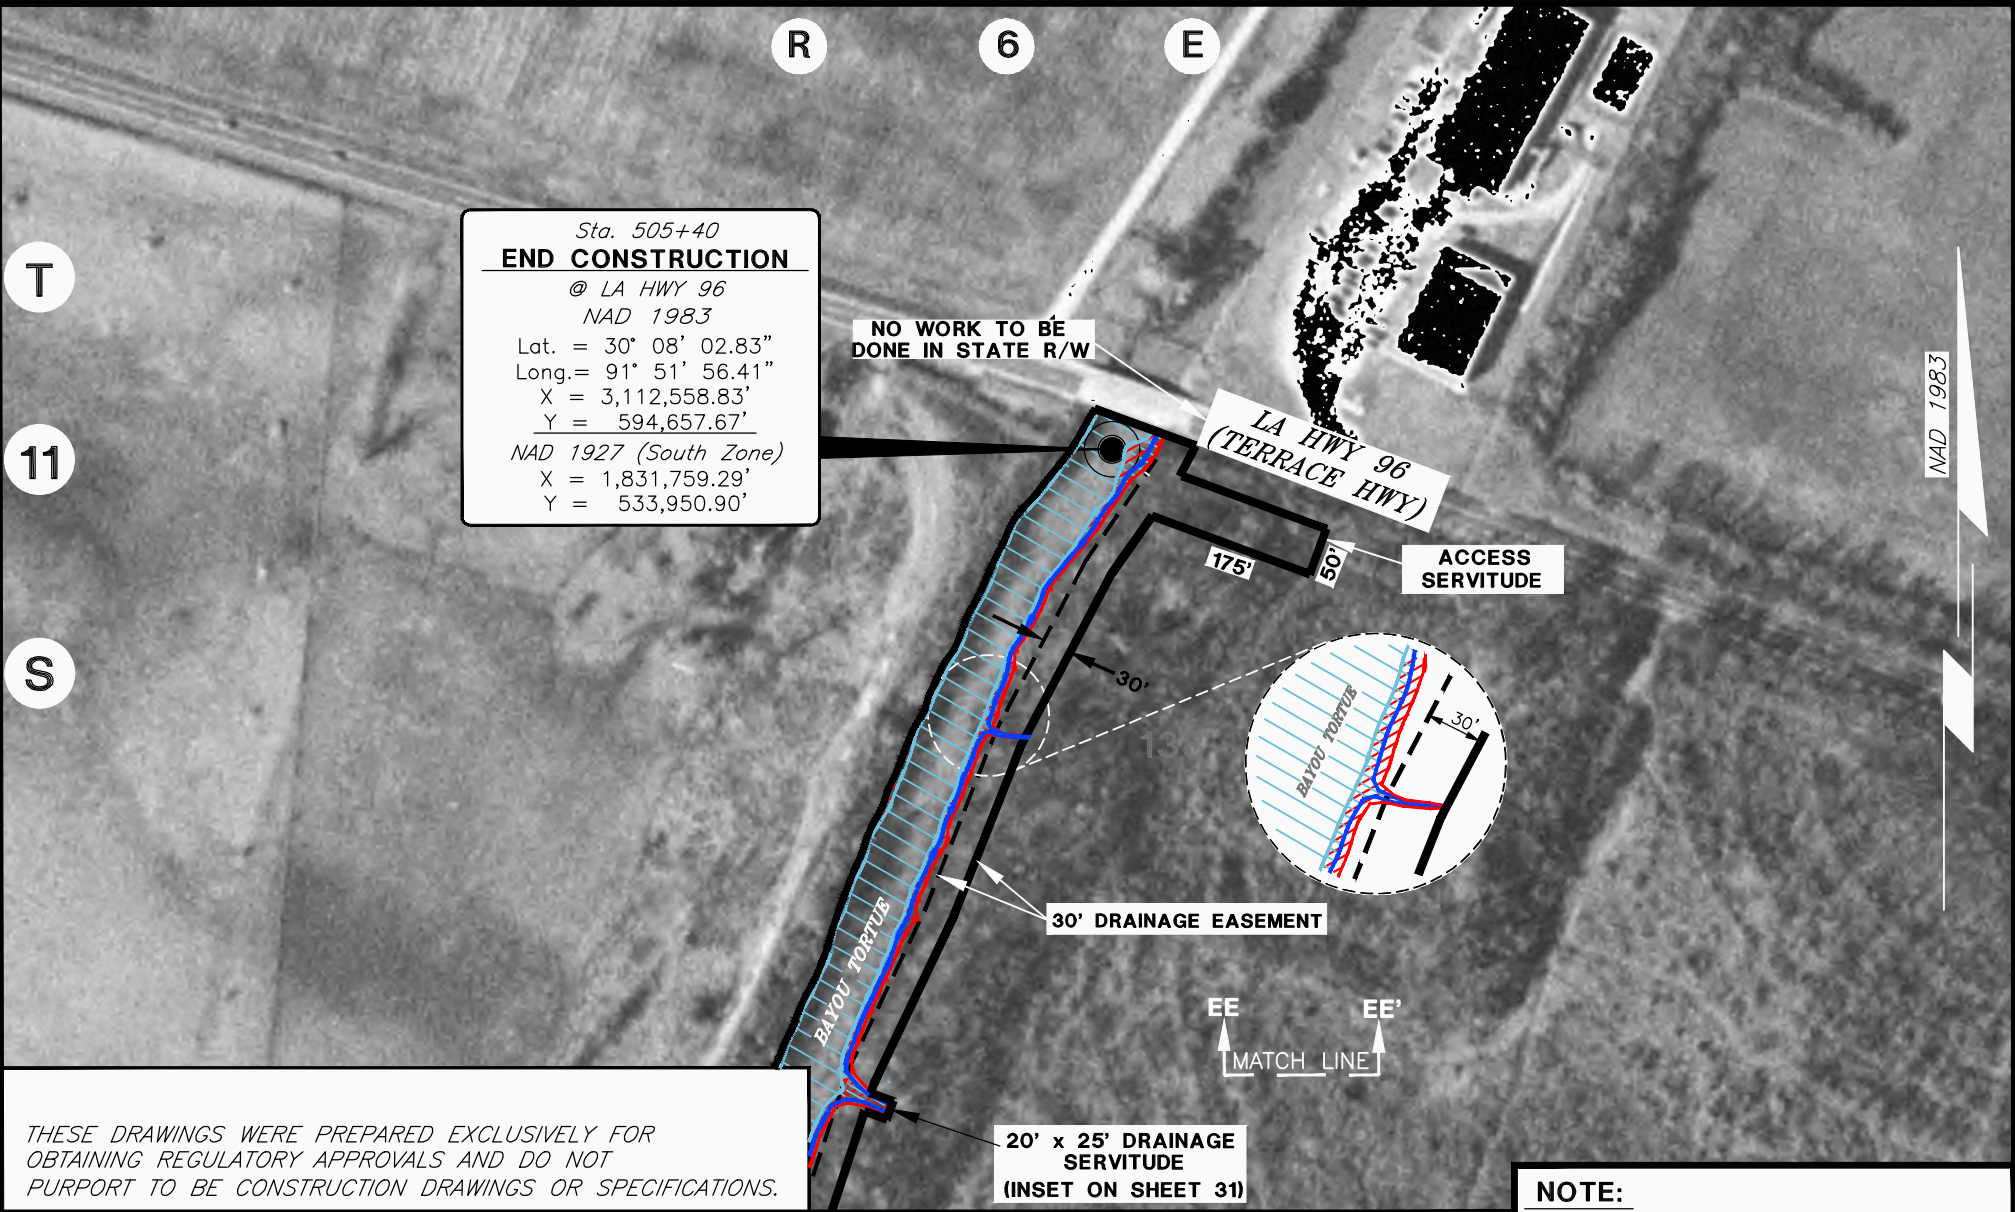 R 6 E
T
11
S
Sta. 505+40
END CONSTRUCTION
@ LA HWY 96
NAD 1983
Lat. = 30° 08' 02.83"
Long.= 91° 51' 56.41"
X = 3,112,558.83'
Y = 594,657.67'
NAD 1927 (South Zone)
X = 1,831,759.29'
Y = 533,950.90'
NO WORK TO BE
DONE IN STATE R/W
LA HWY 96
(TERRACE HWY)
NAD 1983
ACCESS
SERVITUDE
175'
50'
30'
BAYOU TORTUE
30'
30' DRAINAGE EASEMENT
BAYOU TORTUE
EE EE'
MATCH LINE
20' x 25' DRAINAGE
SERVITUDE
(INSET ON SHEET 31)
THESE DRAWINGS WERE PREPARED EXCLUSIVELY FOR
OBTAINING REGULATORY APPROVALS AND DO NOT
PURPORT TO BE CONSTRUCTION DRAWINGS OR SPECIFICATIONS.
NOTE: